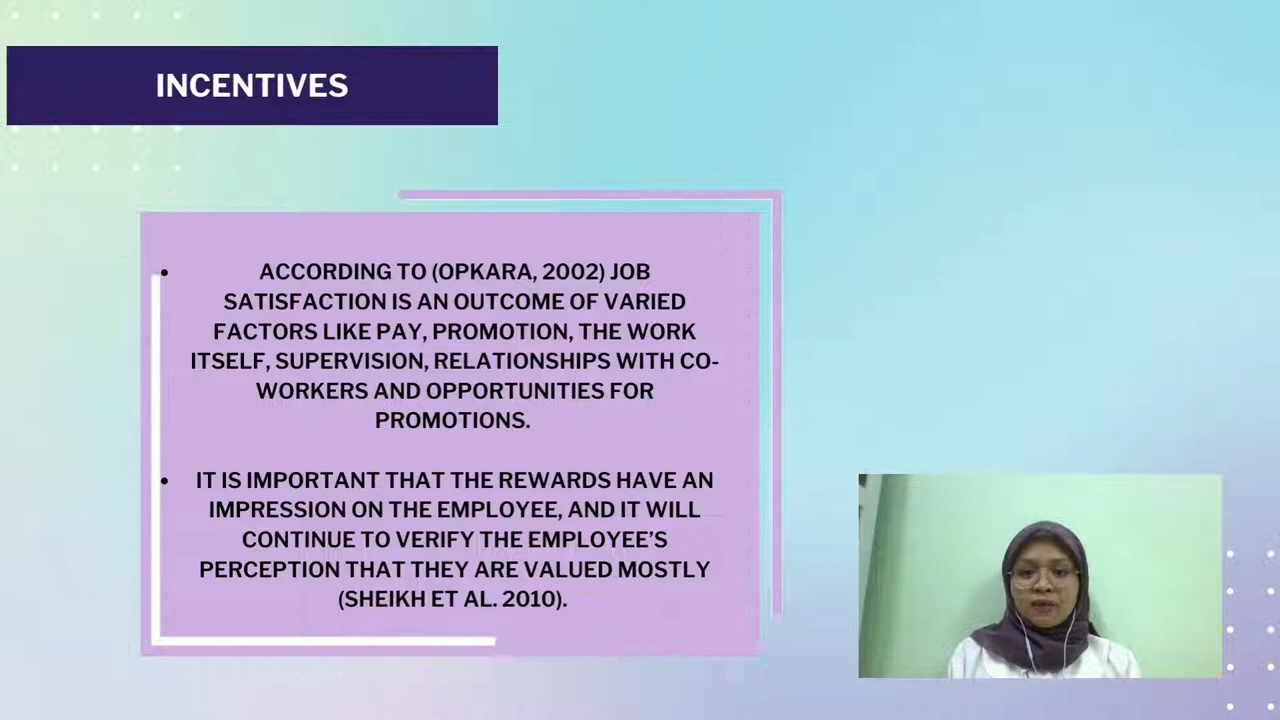 INCENTIVES
• ACCORDING TO (OPKARA, 2002) JOB
SATISFACTION IS AN OUTCOME OF VARIED
FACTORS LIKE PAY, PROMOTION, THE WORK
ITSELF, SUPERVISION, RELATIONSHIPS WITH CO-
WORKERS AND OPPORTUNITIES FOR
PROMOTIONS.
• IT IS IMPORTANT THAT THE REWARDS HAVE AN
IMPRESSION ON THE EMPLOYEE, AND IT WILL
CONTINUE TO VERIFY THE EMPLOYEE’S
PERCEPTION THAT THEY ARE VALUED MOSTLY
(SHEIKH ET AL. 2010).